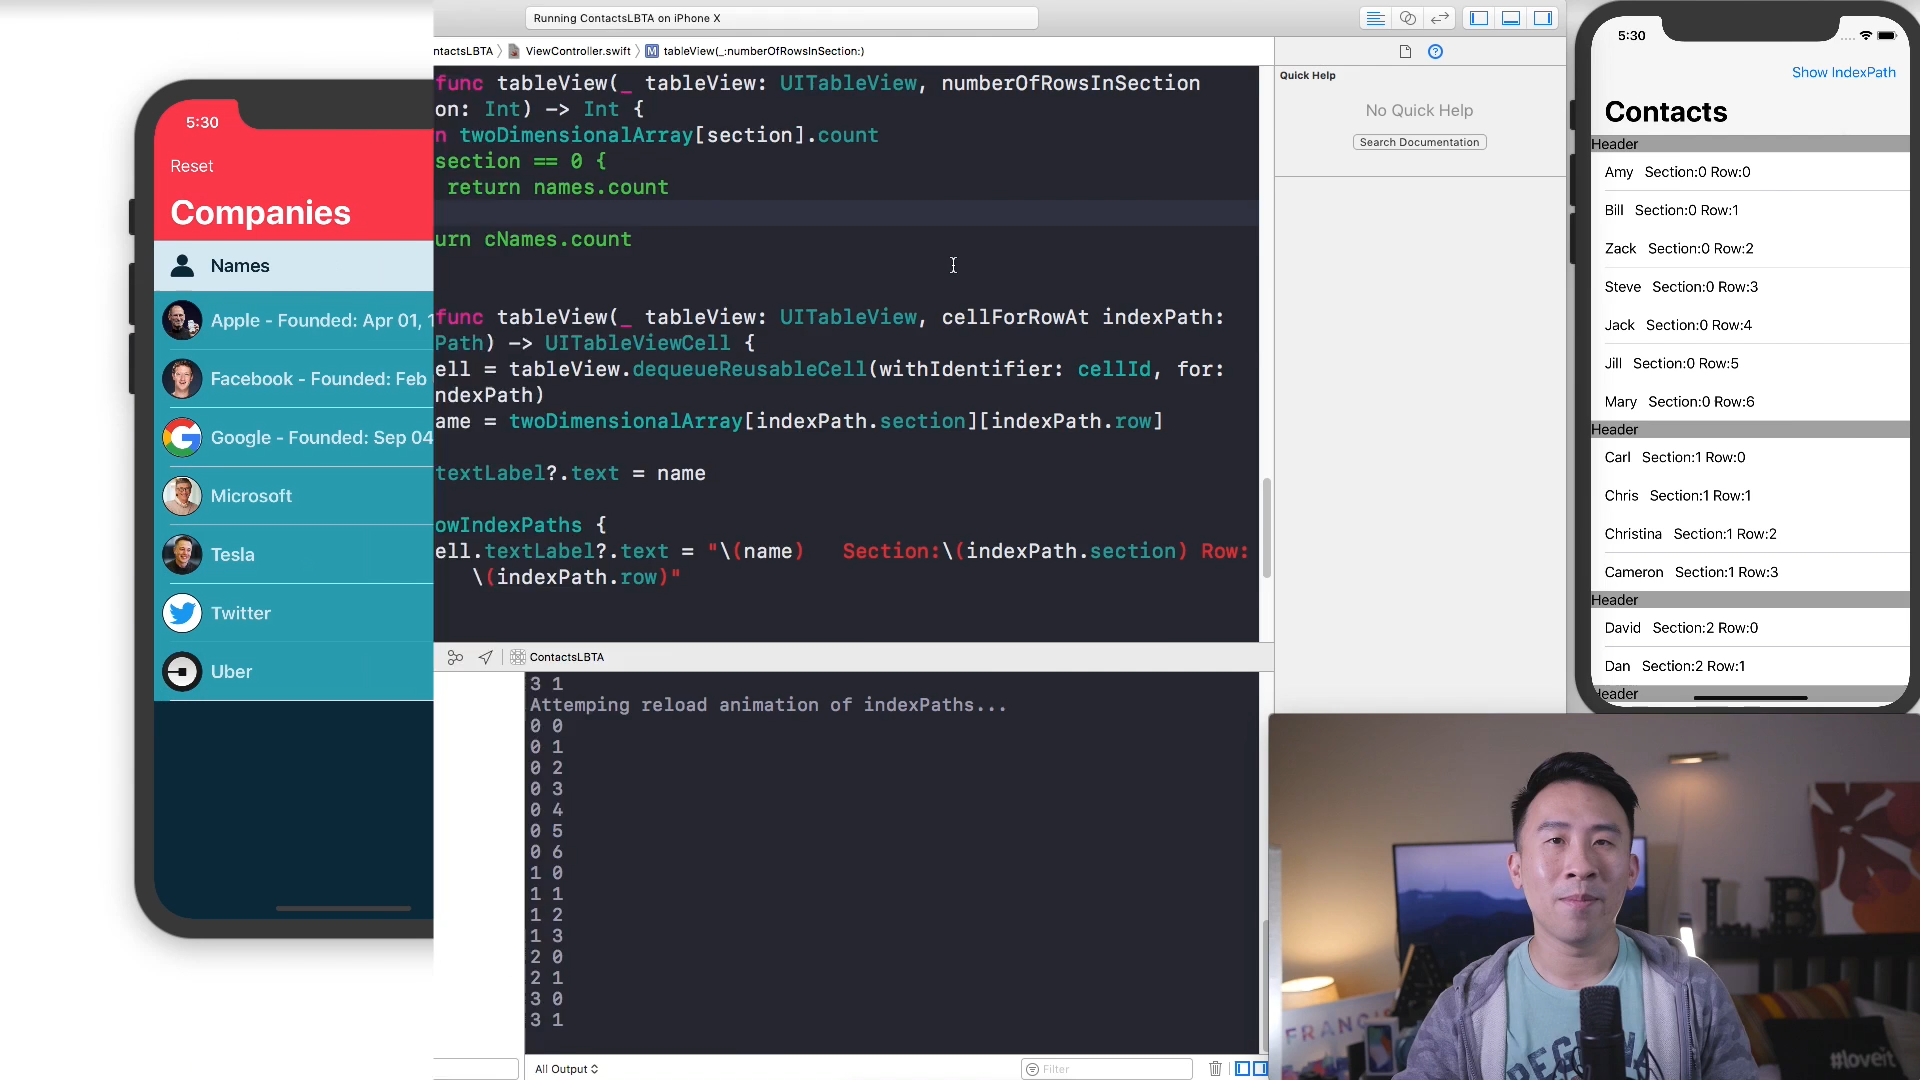 5:30
Reset
Companies
Names
Apple - Founded: Apr 01, 1
Facebook - Founded: Feb
Google - Founded: Sep 04
Microsoft
Tesla
Twitter
Uber
Running ContactsLBTA on iPhone X
ntactsLBTA
ViewController.swift
M tableView(_:numberOfRowsInSection:)
func tableView(_ tableView: UITableView, numberOfRowsInSection
on: Int) -> Int {
n twoDimensionalArray[section].count
section == 0 {
return names.count
urn cNames.count
func tableView(_ tableView: UITableView, cellForRowAt indexPath:
Path) -> UITableViewCell {
ell = tableView.dequeueReusableCell(withIdentifier: cellId, for:
ndexPath)
ame = twoDimensionalArray[indexPath.section][indexPath.row]
textLabel?.text = name
owIndexPaths {
ell.textLabel?.text = "\(name)   Section:\(indexPath.section) Row:
\(indexPath.row)"
ContactsLBTA
3 1
Attemping reload animation of indexPaths...
0 0
0 1
0 2
0 3
0 4
0 5
0 6
1 0
1 1
1 2
1 3
2 0
2 1
3 0
3 1
All Output
Filter
Quick Help
No Quick Help
Search Documentation
5:30
Show IndexPath
Contacts
Header
Amy Section:0 Row:0
Bill Section:0 Row:1
Zack Section:0 Row:2
Steve Section:0 Row:3
Jack Section:0 Row:4
Jill Section:0 Row:5
Mary Section:0 Row:6
Header
Carl Section:1 Row:0
Chris Section:1 Row:1
Christina Section:1 Row:2
Cameron Section:1 Row:3
Header
David Section:2 Row:0
Dan Section:2 Row:1
Header
LB
FRANCIS
#loveit